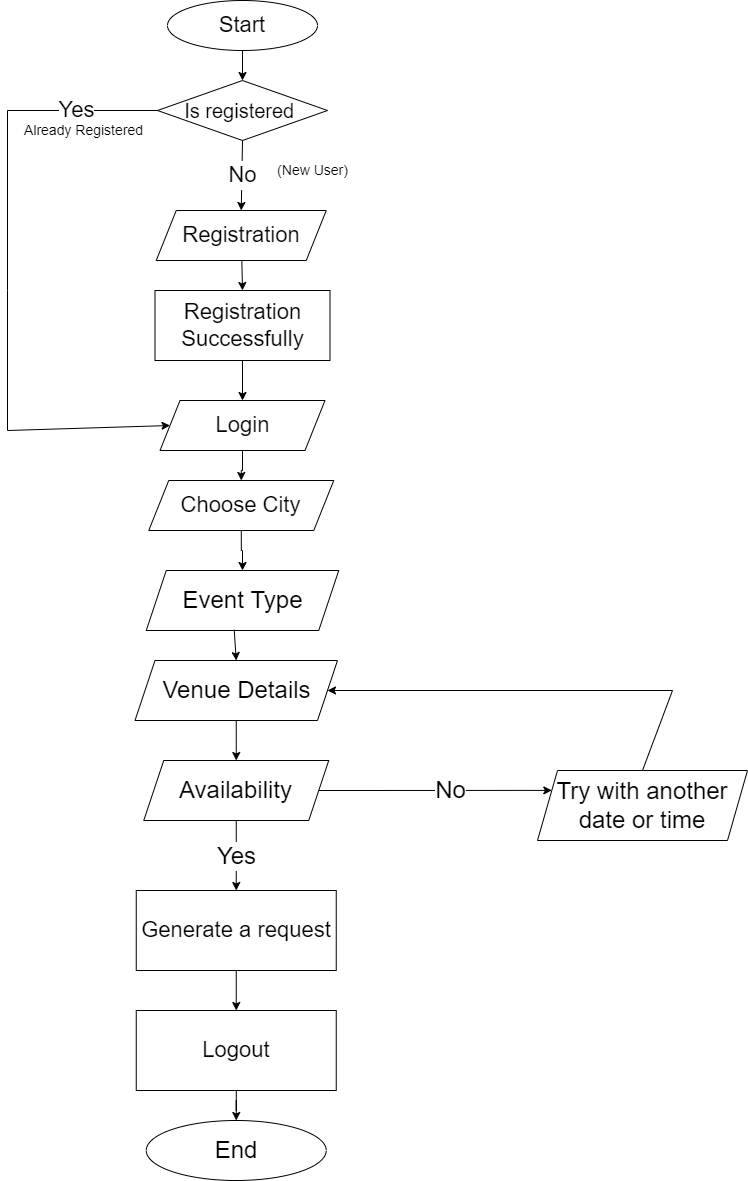 Start
Is registered
Yes
Already Registered
No
(New User)
Registration
Registration
Successfully
Login
Choose City
Event Type
Venue Details
Availability
No
Try with another
date or time
Yes
Generate a request
Logout
End